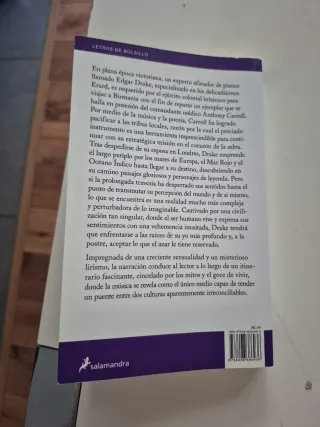 LETRAS DE BOLSILLO
En plena época victoriana, un experto afinador de pianos
llamado Edgar Drake, especializado en los delicadísimos
Erard, es requerido por el ejército colonial británico para
viajar a Birmania con el fin de reparar un ejemplar que se
halla en posesión del comandante médico Anthony Carroll.
Por medio de la música y la poesía, Carroll ha logrado
pacificar a las tribus locales, razón por la cual el preciado
instrumento es una herramienta imprescindible para conti-
nuar con su estratégica misión en el corazón de la selva.
Tras despedirse de su esposa en Londres, Drake emprende
el largo periplo por los mares de Europa, el Mar Rojo y el
Océano Índico hasta llegar a su destino, descubriendo en
su camino paisajes gloriosos y personajes de leyenda. Pero
si la prolongada travesía ha despertado sus sentidos hasta el
punto de transmutar su percepción del mundo y de sí mismo,
lo que se encuentra es una realidad mucho más compleja
y perturbadora de lo imaginable. Cautivado por una civili-
zación tan singular, donde el ser humano vive y expresa sus
sentimientos con una vehemencia inusitada, Drake tendrá
que enfrentarse a las raíces de su yo más profundo y, a la
postre, aceptar lo que el azar le tiene reservado.
Impregnada de una creciente sensualidad y un misterioso
lirismo, la narración conduce al lector a lo largo de un itine-
rario fascinante, cincelado por los mitos y el goce de vivir,
donde la música se revela como el único medio capaz de tender
un puente entre dos culturas aparentemente irreconciliables.
salamandra